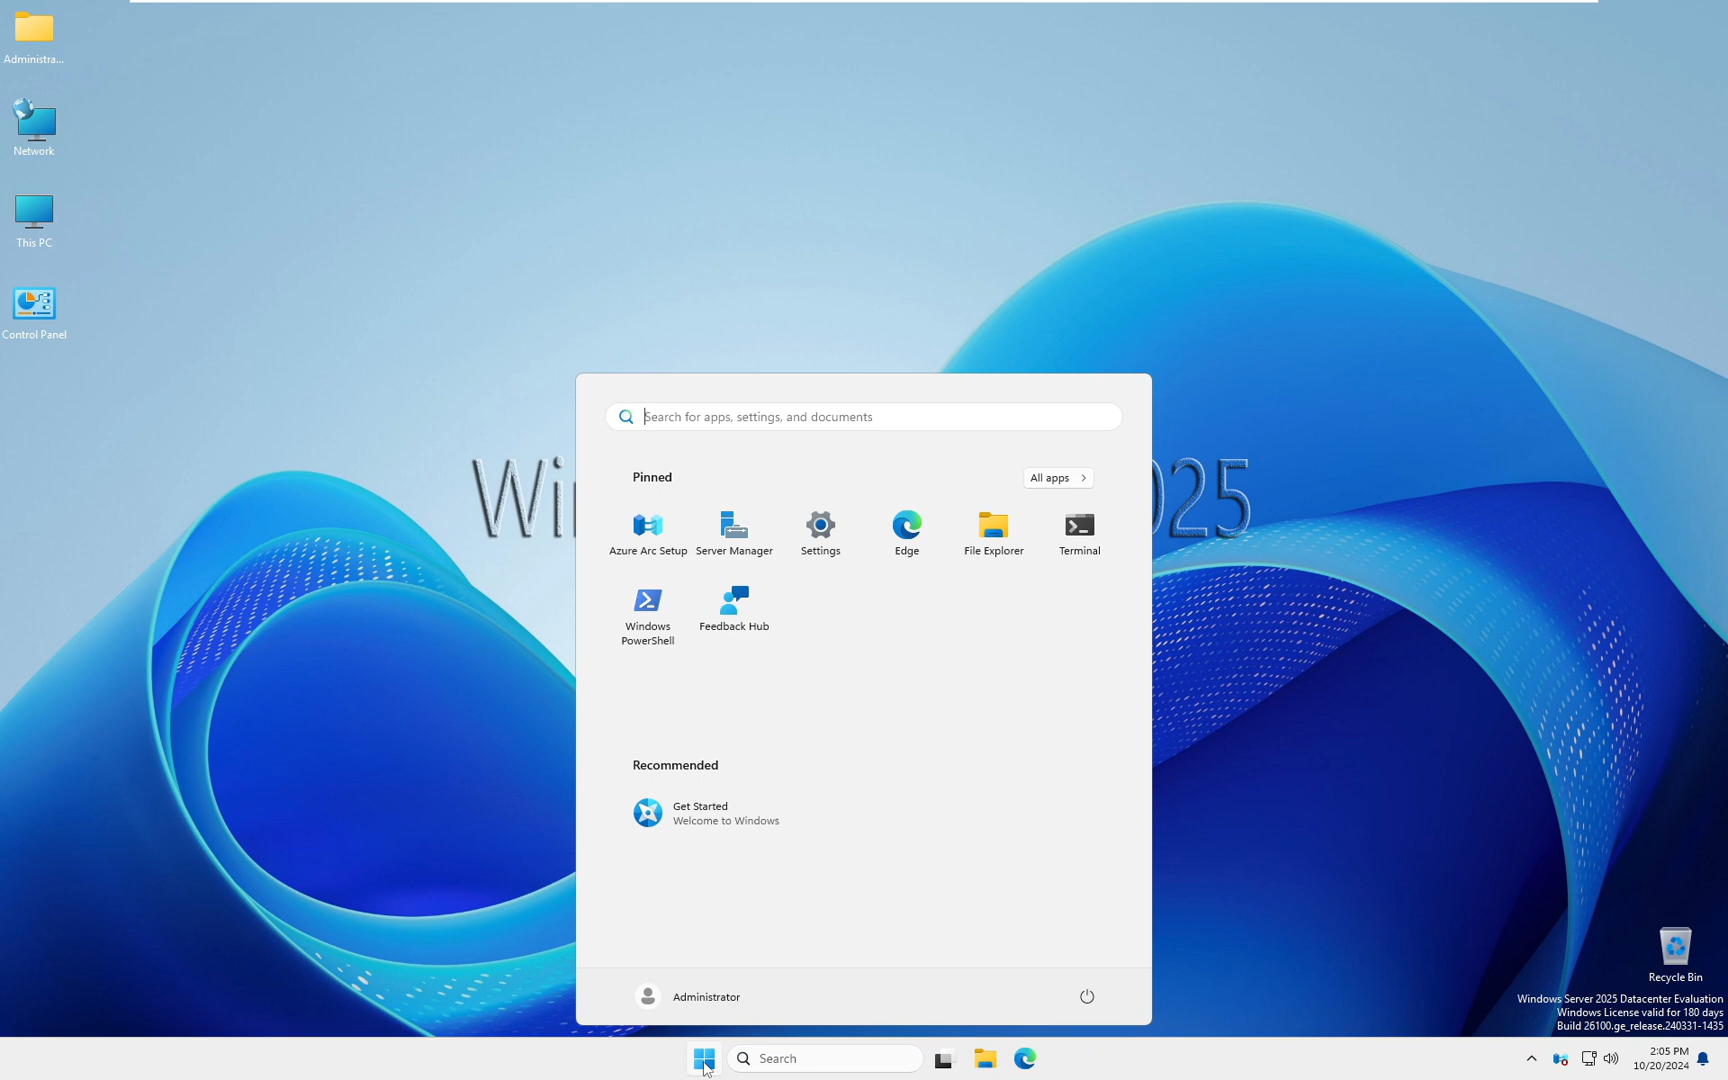 Administra...
Network
This PC
Control Panel
Search for apps, settings, and documents
Pinned
All apps
Azure Arc Setup
Server Manager
Settings
Edge
File Explorer
Terminal
Windows
PowerShell
Feedback Hub
Recommended
Get Started
Welcome to Windows
Administrator
Wi
025
Recycle Bin
Windows Server 2025 Datacenter Evaluation
Windows License valid for 180 days
Build 26100.ge_release.240331-1435
Search
2:05 PM
10/20/2024